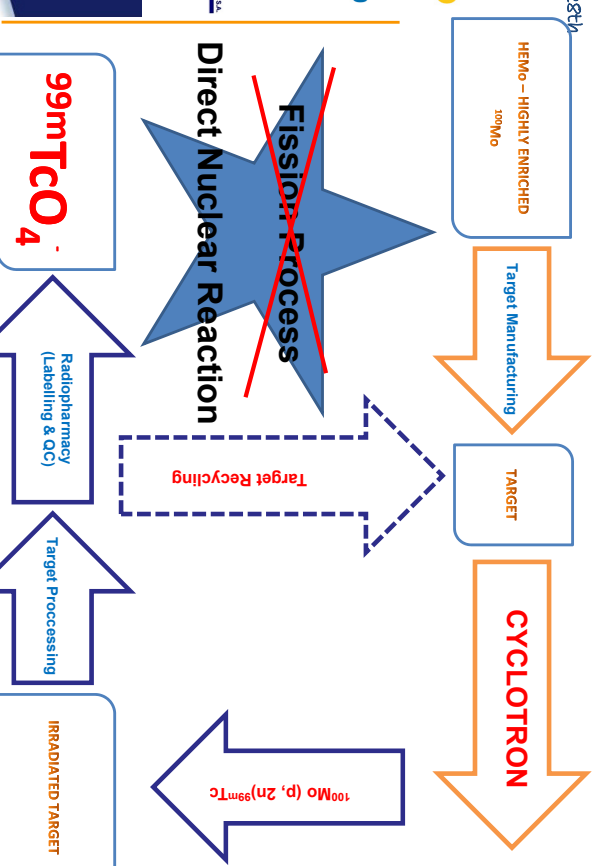 8th
S.A.
HEMo – HIGHLY ENRICHED
¹⁰⁰Mo
Target Manufacturing
TARGET
CYCLOTRON
Fission Process
Direct Nuclear Reaction
Target Recycling
¹⁰⁰Mo (p, 2n)⁹⁹ᵐTc
99mTcO₄⁻
Radiopharmacy
(Labelling & QC)
Target Proccessing
IRRADIATED TARGET